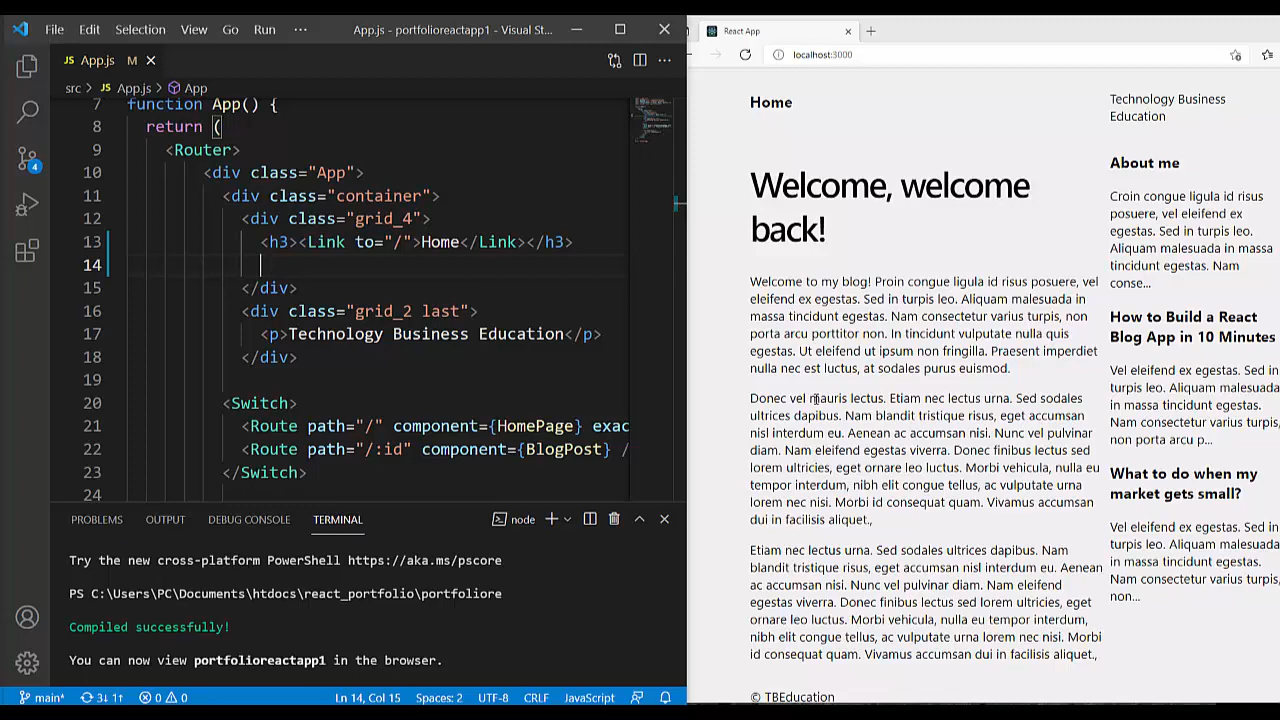 File Edit Selection View Go Run ... App.js - portfolioreactapp1 - Visual St...
App.js M
src > App.js > App
7 function App() {
8 return (
9 <Router>
10 <div class="App">
11 <div class="container">
12 <div class="grid_4">
13 <h3><Link to="/">Home</Link></h3>
14
15 </div>
16 <div class="grid_2 last">
17 <p>Technology Business Education</p>
18 </div>
19
20 <Switch>
21 <Route path="/" component={HomePage} exac
22 <Route path="/:id" component={BlogPost} /
23 </Switch>
24
PROBLEMS OUTPUT DEBUG CONSOLE TERMINAL node
Try the new cross-platform PowerShell https://aka.ms/pscore
PS C:\Users\PC\Documents\htdocs\react_portfolio\portfoliore
Compiled successfully!
You can now view portfolioreactapp1 in the browser.
4
main* 3↓ 1↑ 0 0 Ln 14, Col 15 Spaces: 2 UTF-8 CRLF JavaScript
React App
localhost:3000
Home
Welcome, welcome
back!
Welcome to my blog! Proin congue ligula id risus posuere, vel
eleifend ex egestas. Sed in turpis leo. Aliquam malesuada in
massa tincidunt egestas. Nam consectetur varius turpis, non
porta arcu porttitor non. In tincidunt vulputate nulla quis
egestas. Ut eleifend ut ipsum non fringilla. Praesent imperdiet
nulla nec est luctus, at sodales purus euismod.
Donec vel mauris lectus. Etiam nec lectus urna. Sed sodales
ultrices dapibus. Nam blandit tristique risus, eget accumsan
nisl interdum eu. Aenean ac accumsan nisi. Nunc vel pulvinar
diam. Nam eleifend egestas viverra. Donec finibus lectus sed
lorem ultricies, eget ornare leo luctus. Morbi vehicula, nulla eu
tempor interdum, nibh elit congue tellus, ac vulputate urna
lorem nec nisi. Morbi id consequat quam. Vivamus accumsan
dui in facilisis aliquet.,
Etiam nec lectus urna. Sed sodales ultrices dapibus. Nam
blandit tristique risus, eget accumsan nisl interdum eu. Aenean
ac accumsan nisi. Nunc vel pulvinar diam. Nam eleifend
egestas viverra. Donec finibus lectus sed lorem ultricies, eget
ornare leo luctus. Morbi vehicula, nulla eu tempor interdum,
nibh elit congue tellus, ac vulputate urna lorem nec nisi. Morbi
id consequat quam. Vivamus accumsan dui in facilisis aliquet.,
© TBEducation
Technology Business
Education
About me
Croin congue ligula id risus
posuere, vel eleifend ex
egestas. Sed in turpis leo.
Aliquam malesuada in massa
tincidunt egestas. Nam
conse...
How to Build a React
Blog App in 10 Minutes
Vel eleifend ex egestas. Sed in
turpis leo. Aliquam malesuada
in massa tincidunt egestas.
Nam consectetur varius turpis,
non porta arcu p...
What to do when my
market gets small?
Vel eleifend ex egestas. Sed in
turpis leo. Aliquam malesuada
in massa tincidunt egestas.
Nam consectetur varius turpis,
non...